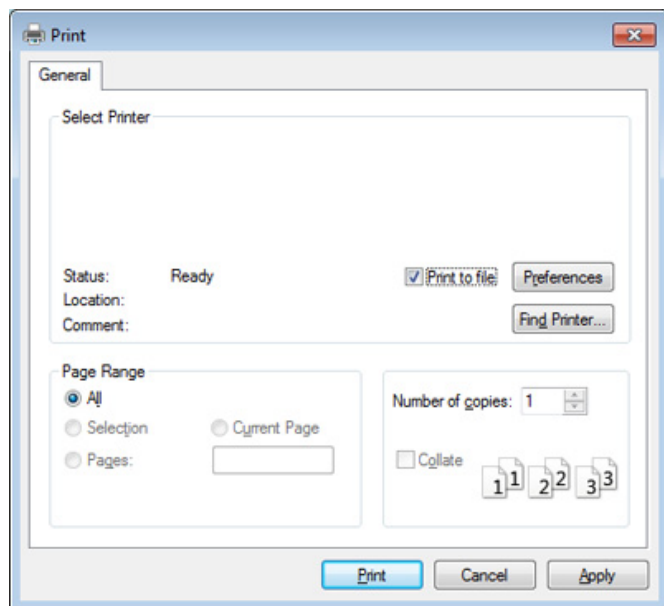 Print
General
Select Printer
Status: Ready
Print to file
Preferences
Location:
Comment:
Find Printer...
Page Range
All
Selection
Current Page
Pages:
Number of copies: 1
Collate
1 1 2 2 3 3
Print
Cancel
Apply